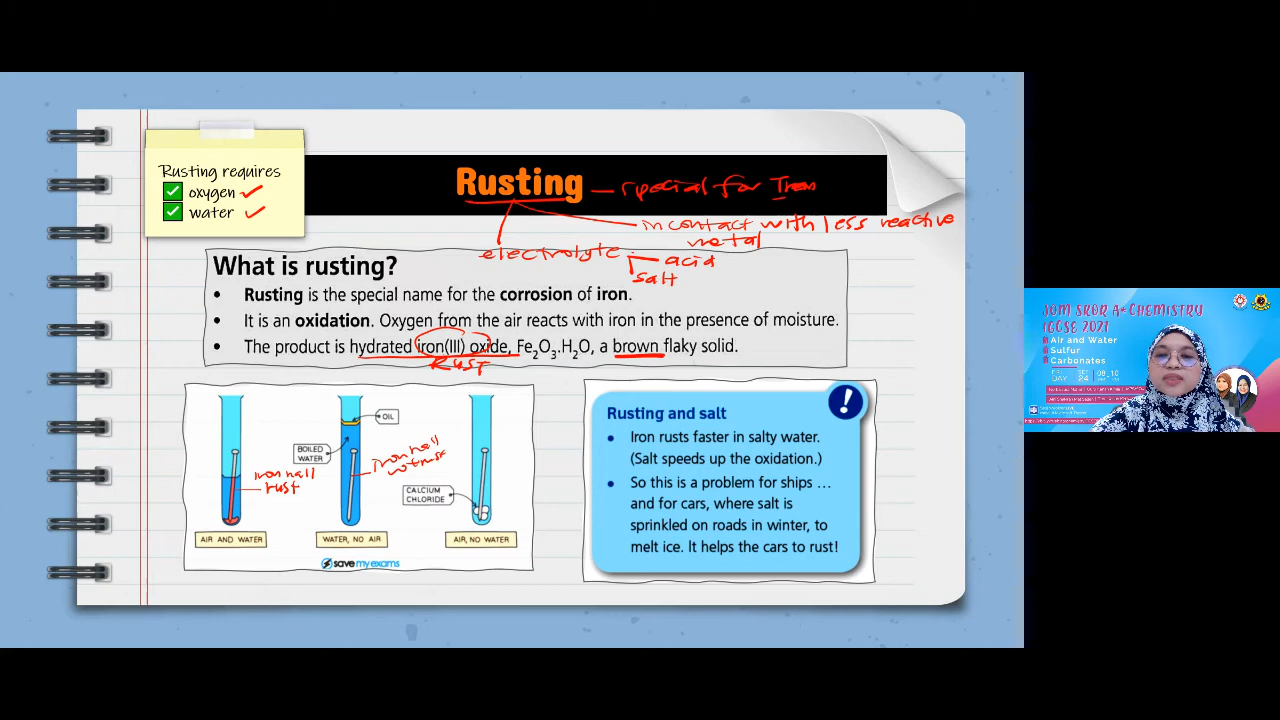 Rusting requires
oxygen
water
Rusting – special for Iron
in contact with less reactive
metal
electrolyte
acid
salt
What is rusting?
• Rusting is the special name for the corrosion of iron.
• It is an oxidation. Oxygen from the air reacts with iron in the presence of moisture.
• The product is hydrated iron(III) oxide, Fe₂O₃.H₂O, a brown flaky solid.
Rust
OIL
BOILED
WATER
CALCIUM
CHLORIDE
Iron nail
rust
Iron nail
no rust
AIR AND WATER
WATER, NO AIR
AIR, NO WATER
save my exams
!
Rusting and salt
• Iron rusts faster in salty water.
(Salt speeds up the oxidation.)
• So this is a problem for ships ...
and for cars, where salt is
sprinkled on roads in winter, to
melt ice. It helps the cars to rust!
JOM SKOR A* CHEMISTRY
IGCSE 2021
Air and Water
Sulfur
Carbonates
FRI
DAY
SET
24